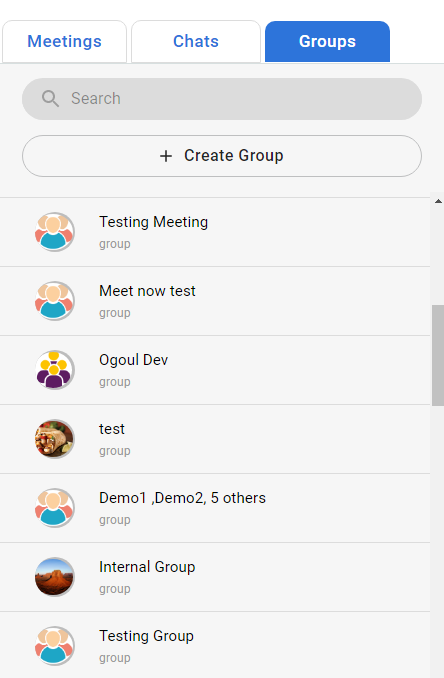 Meetings
Chats
Groups
Search
+ Create Group
Testing Meeting
group
Meet now test
group
Ogoul Dev
group
test
group
Demo1 ,Demo2, 5 others
group
Internal Group
group
Testing Group
group